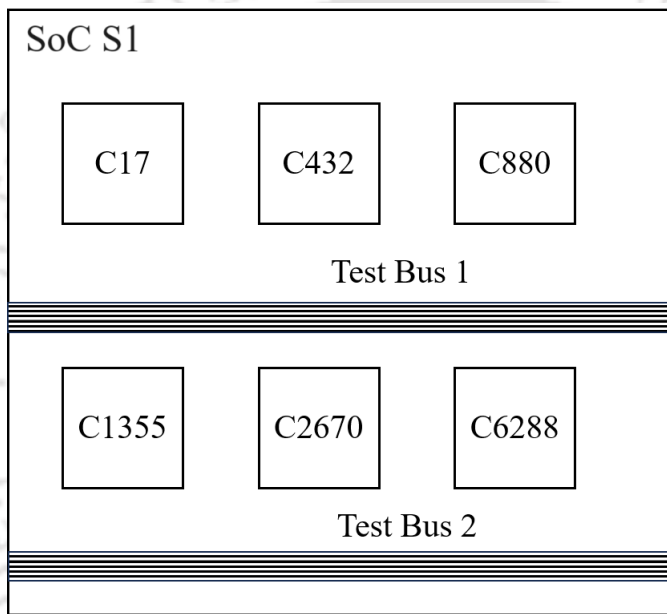 SoC S1
C17 C432 C880
Test Bus 1
C1355 C2670 C6288
Test Bus 2